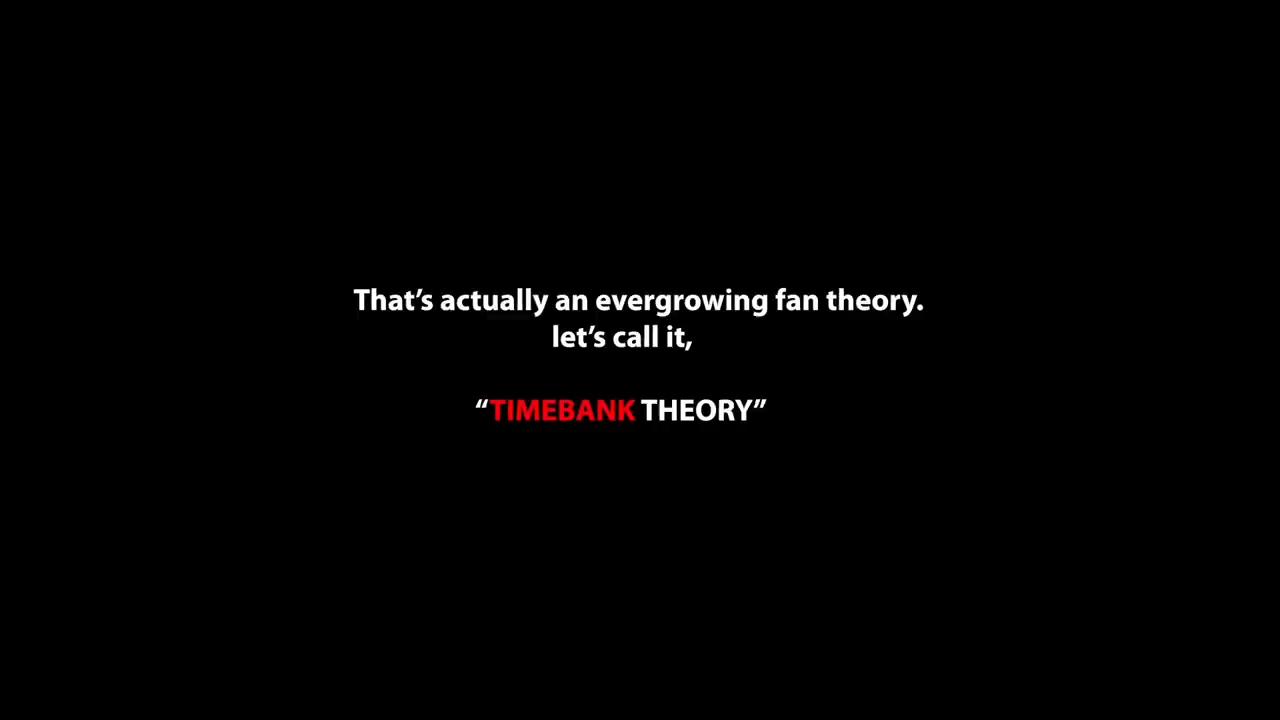 That’s actually an evergrowing fan theory.
let’s call it,
“TIMEBANK THEORY”